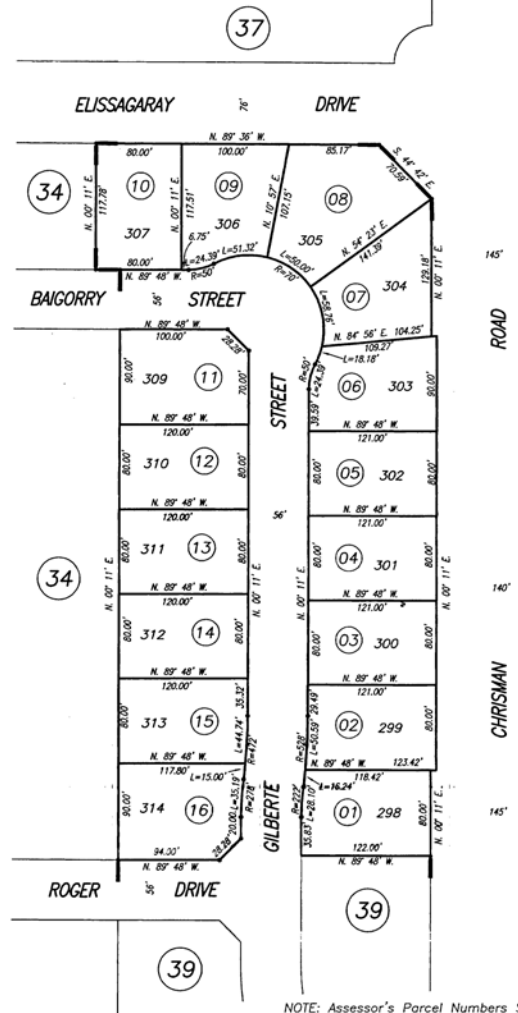 37
ELISSAGARAY 76' DRIVE
N. 89° 36' W.
80.00' 100.00' 85.17'
S. 44° 42' E.
70.59'
34
N. 00° 11' E.
117.78'
10
307
N. 00° 11' E.
117.51'
09
306
N. 10° 57' E.
107.15'
08
305
N. 54° 23' E.
141.39'
6.75'
L=24.39'
R=50'
L=51.32'
L=50.00'
R=70'
80.00'
N. 89° 48' W.
07
304
129.18'
N. 00° 11' E.
145'
BAIGORRY 56' STREET
L=58.76'
N. 84° 56' E. 104.25'
109.27'
L=18.18'
N. 89° 48' W.
100.00'
28.28'
90.00'
309
11
70.00'
STREET
R=50'
L=24.39'
39.59'
06
303
90.00'
ROAD
N. 89° 48' W.
120.00'
N. 89° 48' W.
121.00'
80.00'
310
12
80.00'
80.00'
05
302
80.00'
N. 89° 48' W.
120.00'
56'
N. 89° 48' W.
121.00'
34
N. 00° 11' E.
80.00'
311
13
80.00'
N. 00° 11' E.
N. 00° 11' E.
80.00'
04
301
80.00'
N. 00° 11' E.
140'
N. 89° 48' W.
120.00'
N. 89° 48' W.
121.00'
80.00'
312
14
80.00'
80.00'
03
300
80.00'
N. 89° 48' W.
120.00'
N. 89° 48' W.
121.00'
80.00'
313
15
35.32'
L=44.74'
R=472'
29.49'
L=50.59'
R=528'
02
299
80.00'
CHRISMAN
N. 89° 48' W.
117.80'
L=15.00'
N. 89° 48' W. 123.42'
118.42'
L=16.24'
90.00'
314
16
L=35.19'
R=278'
20.00'
28.28'
GILBERTE
R=222'
L=28.10'
35.83'
01
298
80.00'
N. 00° 11' E.
145'
94.00'
N. 89° 48' W.
122.00'
N. 89° 48' W.
ROGER 56' DRIVE
39
39
NOTE: Assessor's Parcel Numbers S